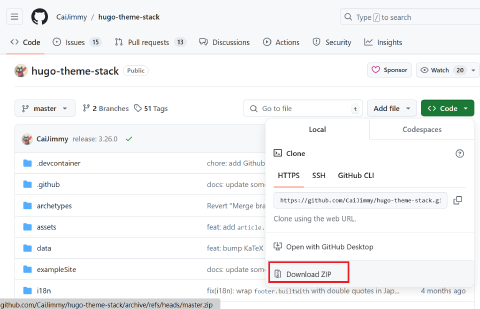 CaiJimmy / hugo-theme-stack
Type / to search
Code
Issues 15
Pull requests 13
Discussions
Actions
Security
Insights
hugo-theme-stack Public
Sponsor
Watch 20
master
2 Branches
51 Tags
Go to file t
Add file
Code
CaiJimmy release: 3.26.0
Local
Codespaces
Clone
HTTPS
SSH
GitHub CLI
https://github.com/CaiJimmy/hugo-theme-stack.gi
Clone using the web URL.
Open with GitHub Desktop
Download ZIP
.devcontainer chore: add Github
.github docs: update some
archetypes Revert "Merge bra
assets feat: add article.
data feat: bump KaTeX
exampleSite docs: update some
i18n fix(i18n): wrap footer.builtWith with double quotes in Jap… 4 months ago
github.com/CaiJimmy/hugo-theme-stack/archive/refs/heads/master.zip